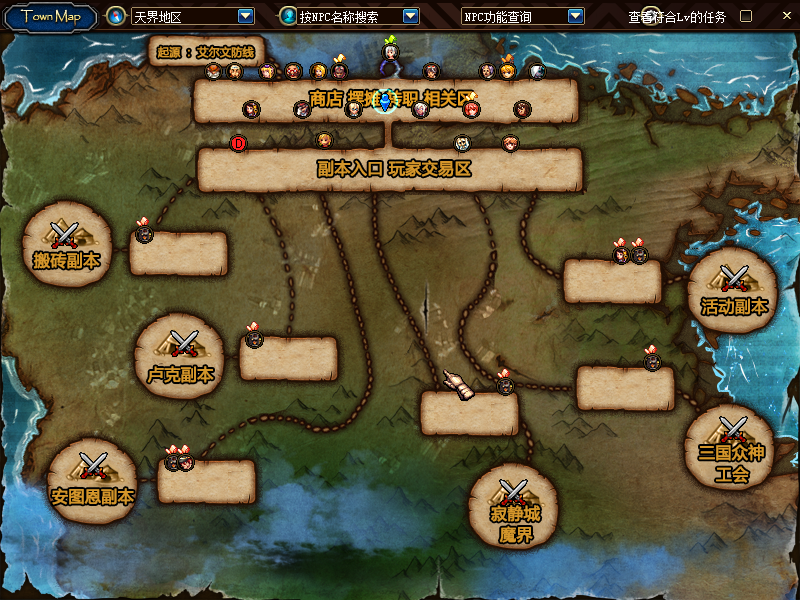 Town Map
天界地区
按NPC名称搜索
NPC功能查询
查看符合Lv的任务
起源 : 艾尔文防线
商店 摆摊 转职 相关区
D
副本入口 玩家交易区
搬砖副本
活动副本
卢克副本
三国众神
工会
安图恩副本
寂静城
魔界